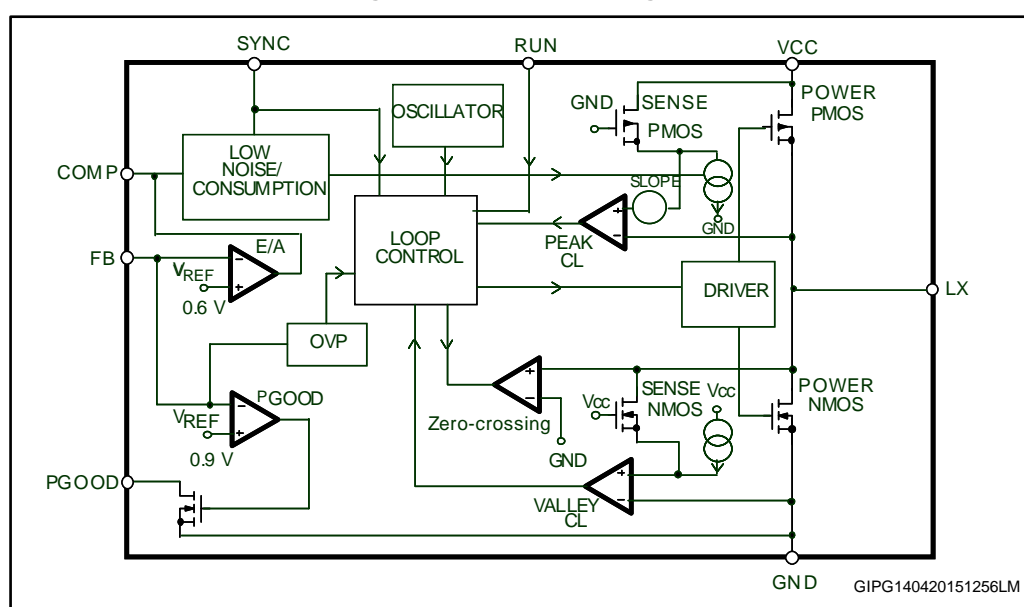 SYNC
RUN
VCC
OSCILLATOR
GND
SENSE
PMOS
POWER
PMOS
LOW
NOISE/
CONSUMPTION
COMP
SLOPE
GND
+
−
PEAK
CL
LOOP
CONTROL
E/A
FB
VREF
−
+
0.6 V
DRIVER
LX
OVP
PGOOD
VREF
−
+
0.9 V
+
−
Zero-crossing
GND
SENSE
NMOS
Vcc
Vcc
POWER
NMOS
PGOOD
+
−
VALLEY
CL
GND
GIPG140420151256LM